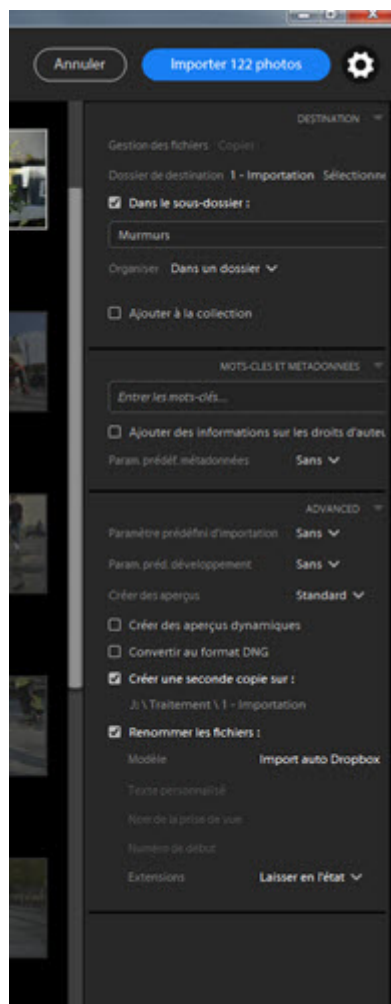 Annuler Importer 122 photos
DESTINATION
Gestion des fichiers Copier
Dossier de destination 1 - Importation Sélectionne
Dans le sous-dossier :
Murmurs
Organiser Dans un dossier
Ajouter à la collection
MOTS-CLES ET METADONNEES
Entrer les mots-clés...
Ajouter des informations sur les droits d'auteu
Param. prédéf. métadonnées Sans
ADVANCED
Paramètre prédéfini d'importation Sans
Param. préd. développement Sans
Créer des aperçus Standard
Créer des aperçus dynamiques
Convertir au format DNG
Créer une seconde copie sur :
J: \ Traitement \ 1 - Importation
Renommer les fichiers :
Modèle Import auto Dropbox
Texte personnalisé
Nom de la prise de vue
Numéro de début
Extensions Laisser en l'état